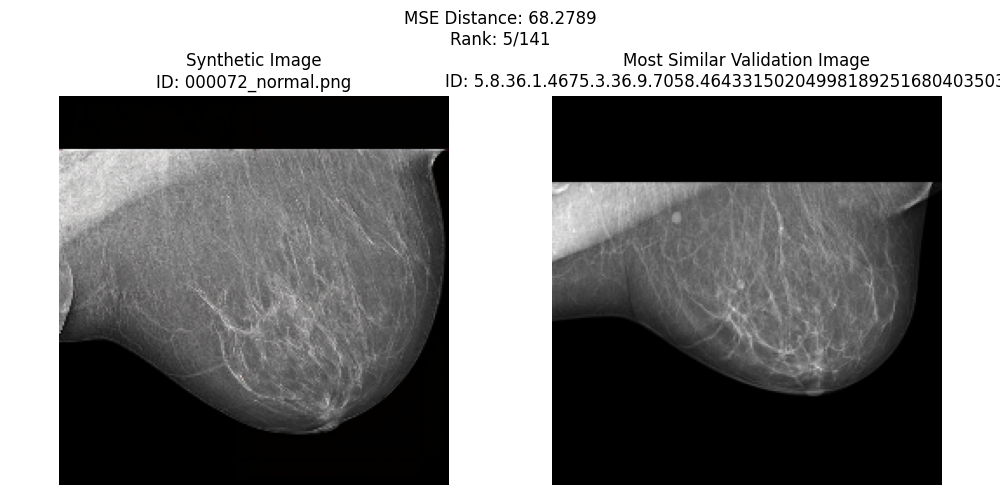 MSE Distance: 68.2789
Rank: 5/141
Synthetic Image
ID: 000072_normal.png
Most Similar Validation Image
ID: 5.8.36.1.4675.3.36.9.7058.46433150204998189251680403503